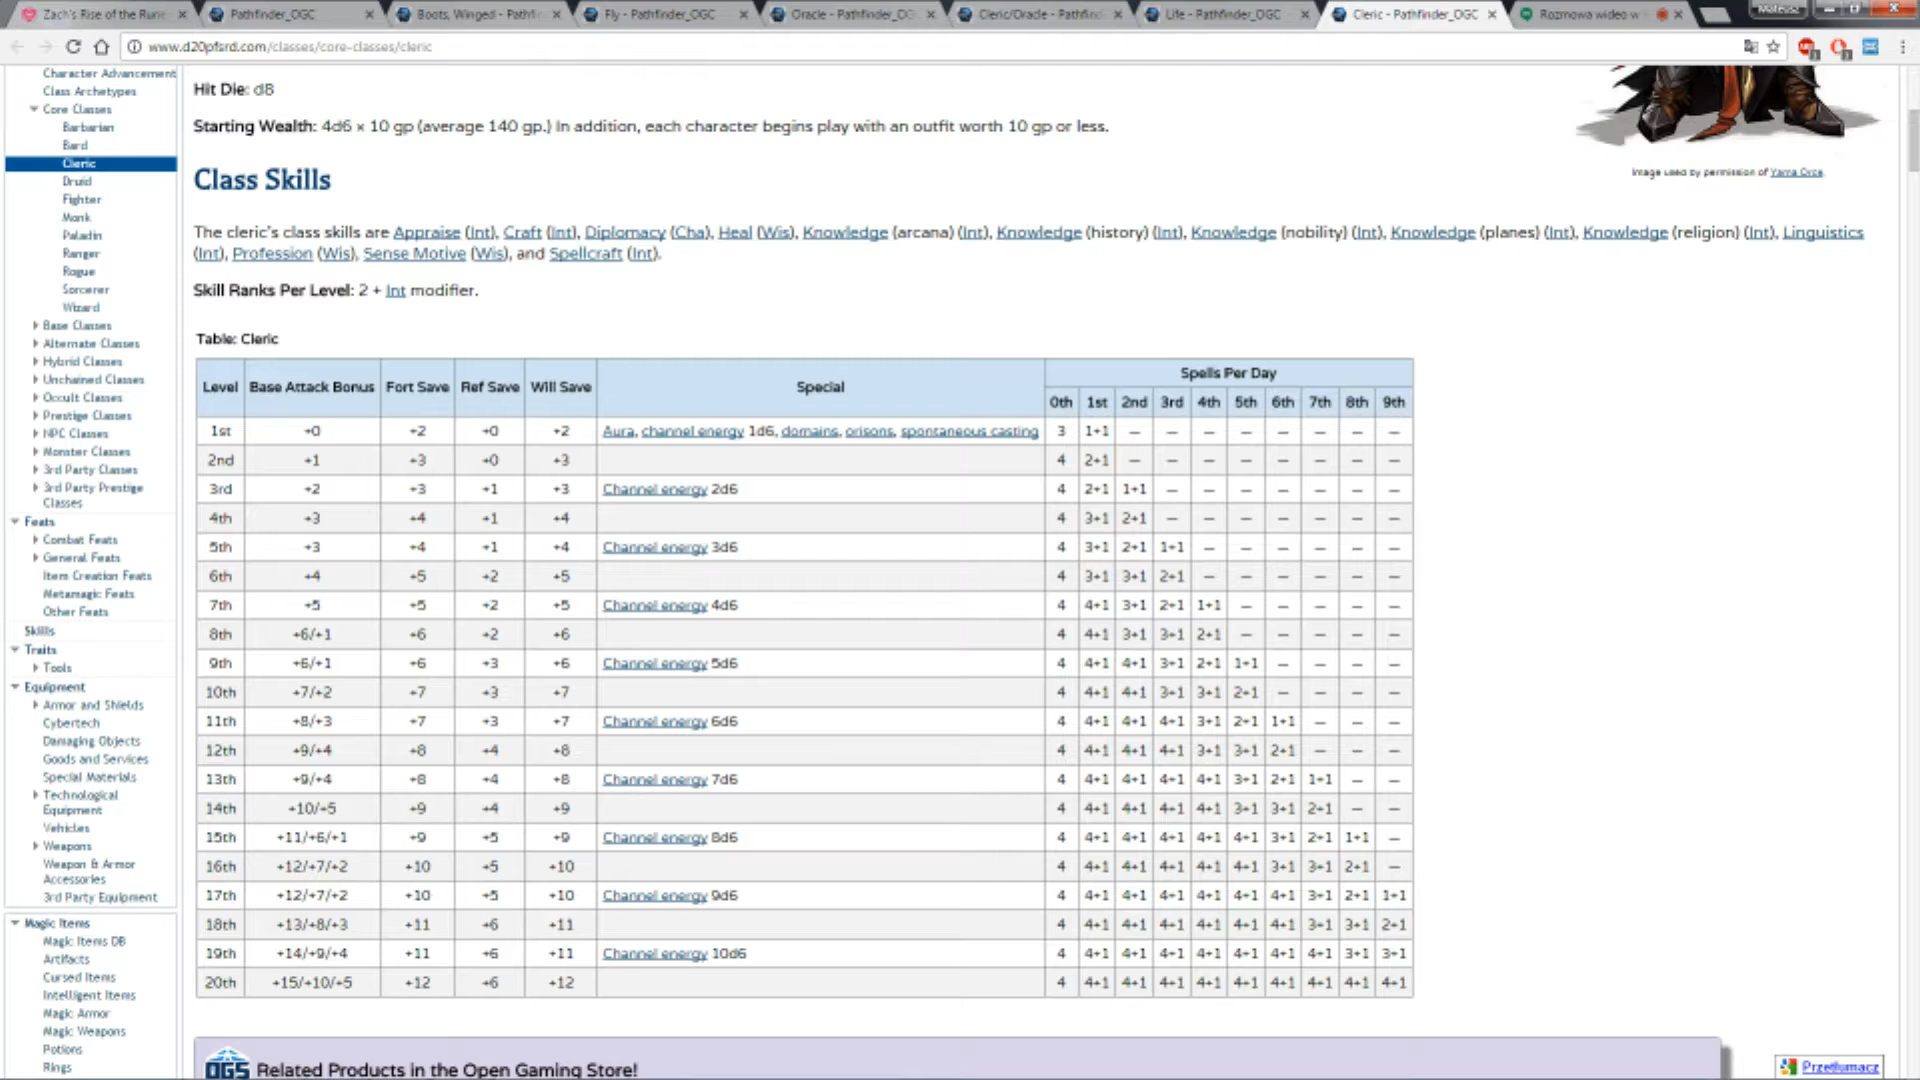 Zach's Rise of the Rune
Pathfinder_OGC
Boots, Winged - Pathfi
Fly - Pathfinder_OGC
Oracle - Pathfinder_OG
Cleric/Oracle - Pathfin
Life - Pathfinder_OGC
Cleric - Pathfinder_OGC
Rozmowa wideo w
Mateusz
www.d20pfsrd.com/classes/core-classes/cleric
Character Advancement
Class Archetypes
Core Classes
Barbarian
Bard
Cleric
Druid
Fighter
Monk
Paladin
Ranger
Rogue
Sorcerer
Wizard
Base Classes
Alternate Classes
Hybrid Classes
Unchained Classes
Occult Classes
Prestige Classes
NPC Classes
Monster Classes
3rd Party Classes
3rd Party Prestige
Classes
Feats
Combat Feats
General Feats
Item Creation Feats
Metamagic Feats
Other Feats
Skills
Traits
Tools
Equipment
Armor and Shields
Cybertech
Damaging Objects
Goods and Services
Special Materials
Technological
Equipment
Vehicles
Weapons
Weapon & Armor
Accessories
3rd Party Equipment
Magic Items
Magic Items DB
Artifacts
Cursed Items
Intelligent Items
Magic Armor
Magic Weapons
Potions
Rings
Hit Die: d8
Starting Wealth: 4d6 × 10 gp (average 140 gp.) In addition, each character begins play with an outfit worth 10 gp or less.
Image used by permission of Yama Orce.
Class Skills
The cleric's class skills are Appraise (Int), Craft (Int), Diplomacy (Cha), Heal (Wis), Knowledge (arcana) (Int), Knowledge (history) (Int), Knowledge (nobility) (Int), Knowledge (planes) (Int), Knowledge (religion) (Int), Linguistics
(Int), Profession (Wis), Sense Motive (Wis), and Spellcraft (Int).
Skill Ranks Per Level: 2 + Int modifier.
Table: Cleric
Level Base Attack Bonus Fort Save Ref Save Will Save Special Spells Per Day
0th 1st 2nd 3rd 4th 5th 6th 7th 8th 9th
1st +0 +2 +0 +2 Aura, channel energy 1d6, domains, orisons, spontaneous casting 3 1+1 — — — — — — — —
2nd +1 +3 +0 +3 4 2+1 — — — — — — — —
3rd +2 +3 +1 +3 Channel energy 2d6 4 2+1 1+1 — — — — — — —
4th +3 +4 +1 +4 4 3+1 2+1 — — — — — — —
5th +3 +4 +1 +4 Channel energy 3d6 4 3+1 2+1 1+1 — — — — — —
6th +4 +5 +2 +5 4 3+1 3+1 2+1 — — — — — —
7th +5 +5 +2 +5 Channel energy 4d6 4 4+1 3+1 2+1 1+1 — — — — —
8th +6/+1 +6 +2 +6 4 4+1 3+1 3+1 2+1 — — — — —
9th +6/+1 +6 +3 +6 Channel energy 5d6 4 4+1 4+1 3+1 2+1 1+1 — — — —
10th +7/+2 +7 +3 +7 4 4+1 4+1 3+1 3+1 2+1 — — — —
11th +8/+3 +7 +3 +7 Channel energy 6d6 4 4+1 4+1 4+1 3+1 2+1 1+1 — — —
12th +9/+4 +8 +4 +8 4 4+1 4+1 4+1 3+1 3+1 2+1 — — —
13th +9/+4 +8 +4 +8 Channel energy 7d6 4 4+1 4+1 4+1 4+1 3+1 2+1 1+1 — —
14th +10/+5 +9 +4 +9 4 4+1 4+1 4+1 4+1 3+1 3+1 2+1 — —
15th +11/+6/+1 +9 +5 +9 Channel energy 8d6 4 4+1 4+1 4+1 4+1 4+1 3+1 2+1 1+1 —
16th +12/+7/+2 +10 +5 +10 4 4+1 4+1 4+1 4+1 4+1 3+1 3+1 2+1 —
17th +12/+7/+2 +10 +5 +10 Channel energy 9d6 4 4+1 4+1 4+1 4+1 4+1 4+1 3+1 2+1 1+1
18th +13/+8/+3 +11 +6 +11 4 4+1 4+1 4+1 4+1 4+1 4+1 3+1 3+1 2+1
19th +14/+9/+4 +11 +6 +11 Channel energy 10d6 4 4+1 4+1 4+1 4+1 4+1 4+1 4+1 3+1 3+1
20th +15/+10/+5 +12 +6 +12 4 4+1 4+1 4+1 4+1 4+1 4+1 4+1 4+1 4+1
OGS Related Products in the Open Gaming Store!
Przetłumacz